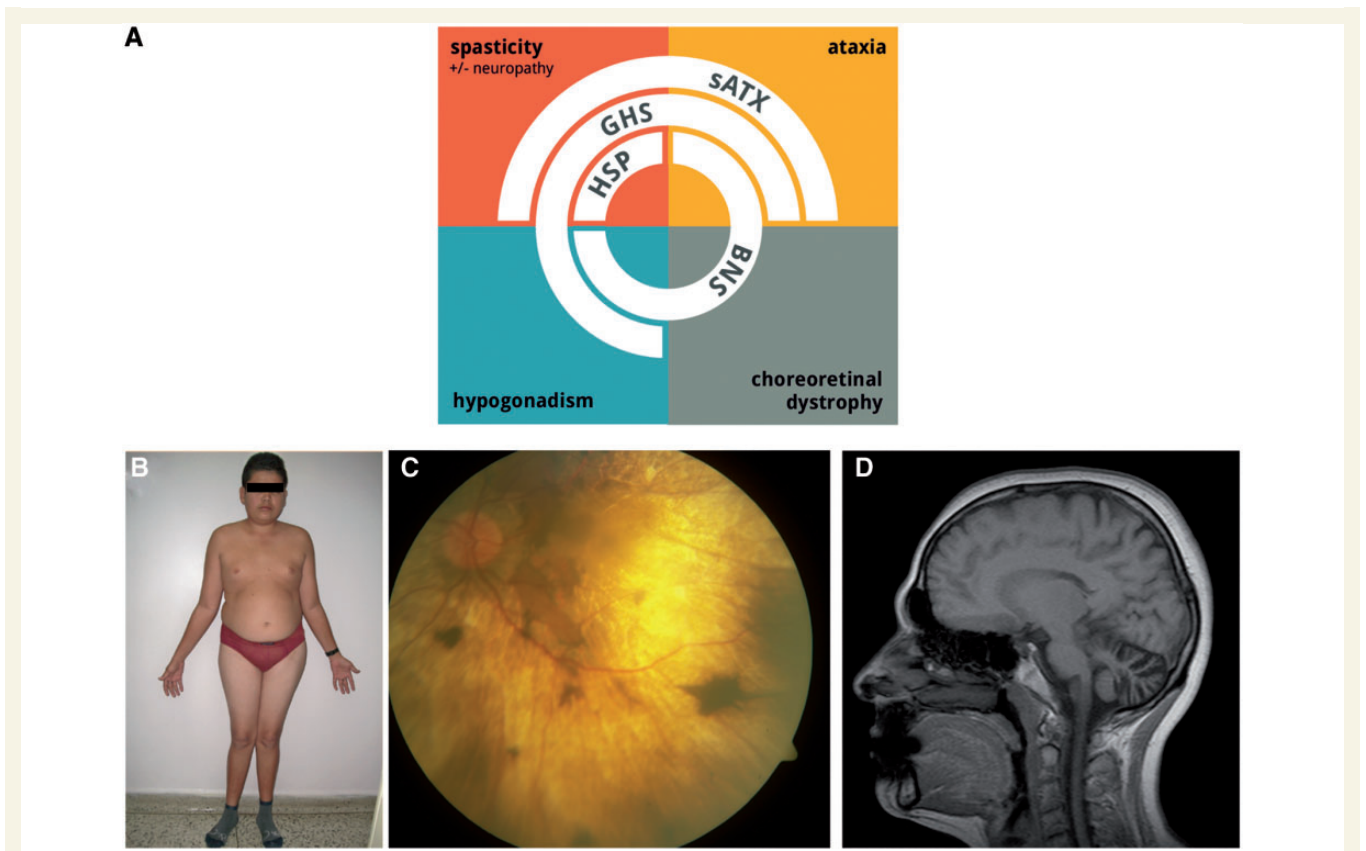 A
spasticity
+/- neuropathy
ataxia
sATX
GHS
HSP
BNS
hypogonadism
choreoretinal
dystrophy
B
C
D